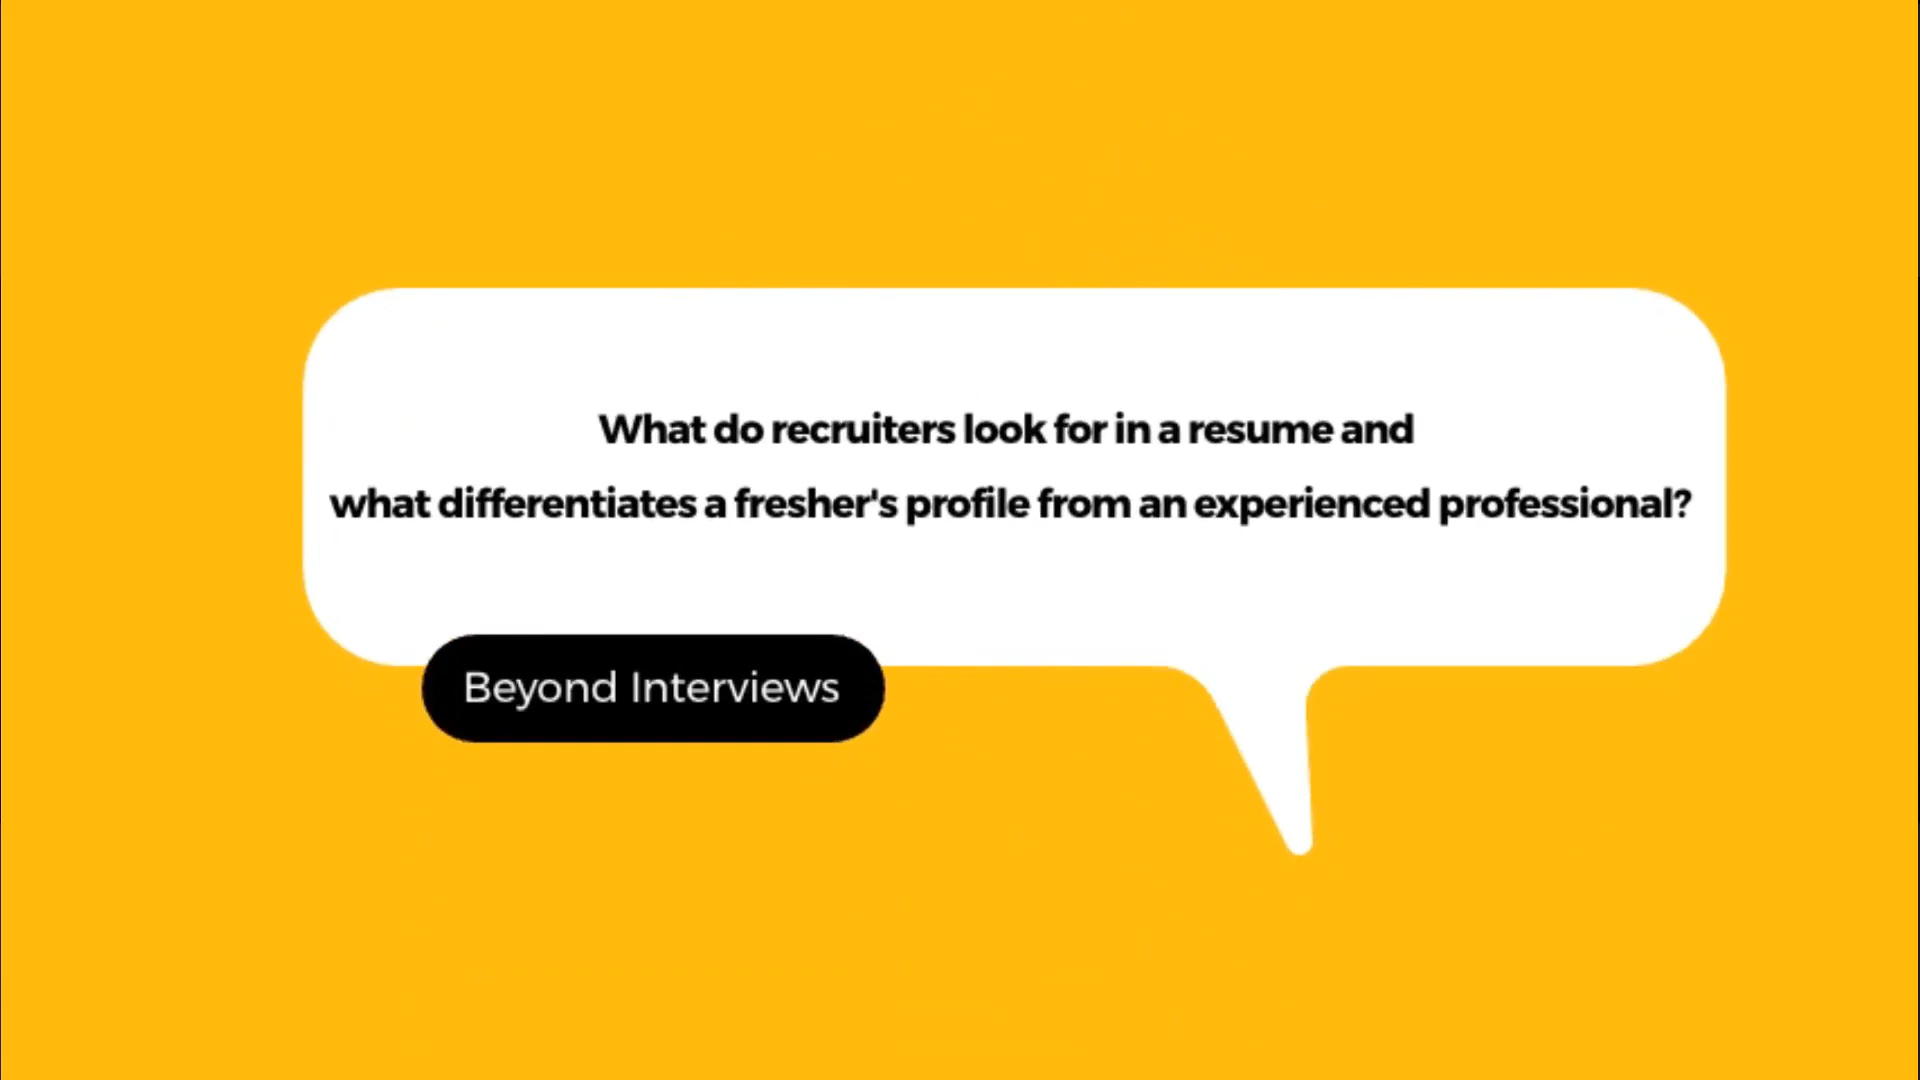 What do recruiters look for in a resume and
what differentiates a fresher's profile from an experienced professional?
Beyond Interviews